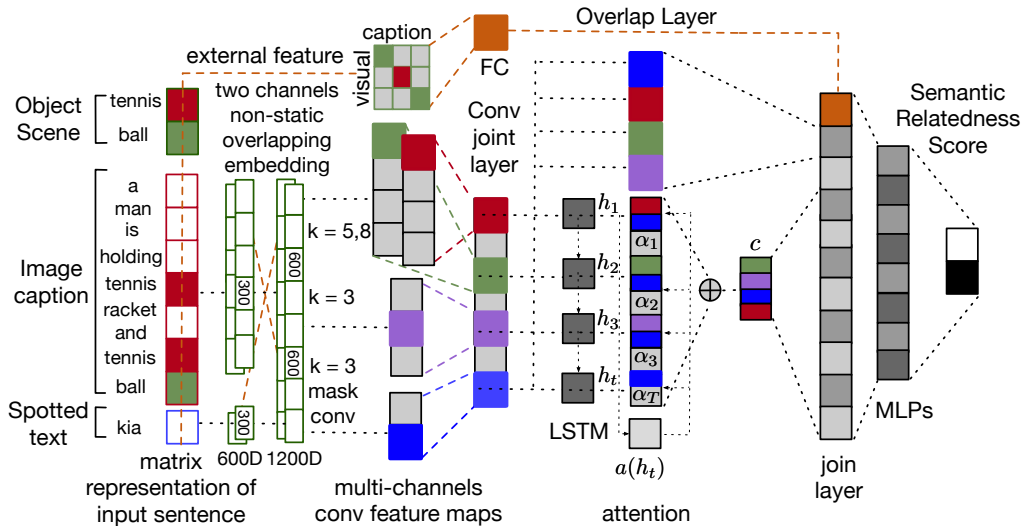 Object
Scene
tennis
ball
external feature
caption
visual
FC
Overlap Layer
two channels
non-static
overlapping
embedding
Conv
joint
layer
Semantic
Relatedness
Score
Image
caption
a
man
is
holding
tennis
racket
and
tennis
ball
300
600
600
k = 5,8
k = 3
k = 3
mask
conv
Spotted
text
kia
300
matrix
600D
1200D
representation of
input sentence
multi-channels
conv feature maps
h₁
h₂
h₃
hₜ
LSTM
α₁
α₂
α₃
α_T
a(hₜ)
attention
c
MLPs
join
layer